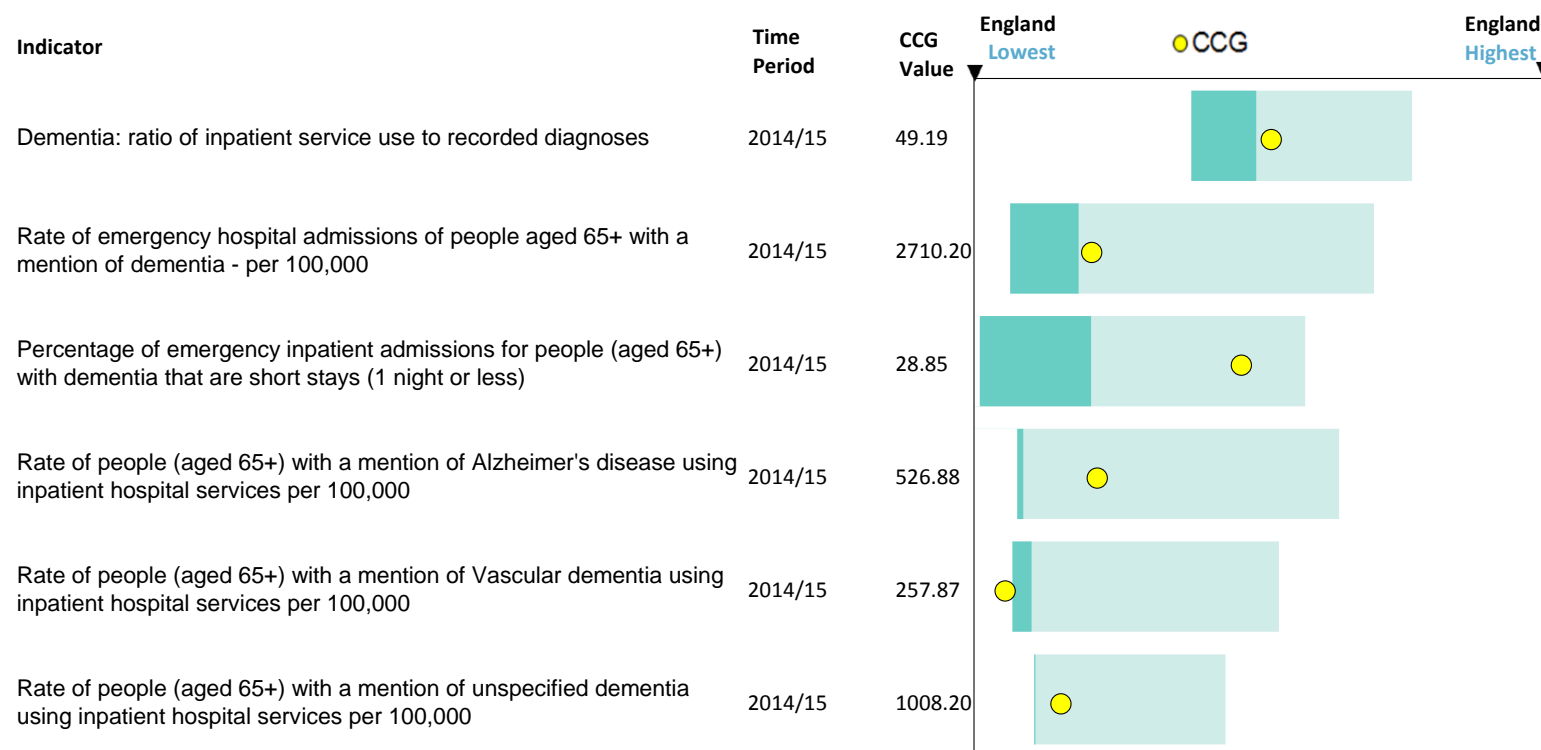 Indicator
Time
Period
CCG
Value
England
Lowest
CCG
England
Highest
Dementia: ratio of inpatient service use to recorded diagnoses
2014/15
49.19
Rate of emergency hospital admissions of people aged 65+ with a
mention of dementia - per 100,000
2014/15
2710.20
Percentage of emergency inpatient admissions for people (aged 65+)
with dementia that are short stays (1 night or less)
2014/15
28.85
Rate of people (aged 65+) with a mention of Alzheimer's disease using
inpatient hospital services per 100,000
2014/15
526.88
Rate of people (aged 65+) with a mention of Vascular dementia using
inpatient hospital services per 100,000
2014/15
257.87
Rate of people (aged 65+) with a mention of unspecified dementia
using inpatient hospital services per 100,000
2014/15
1008.20